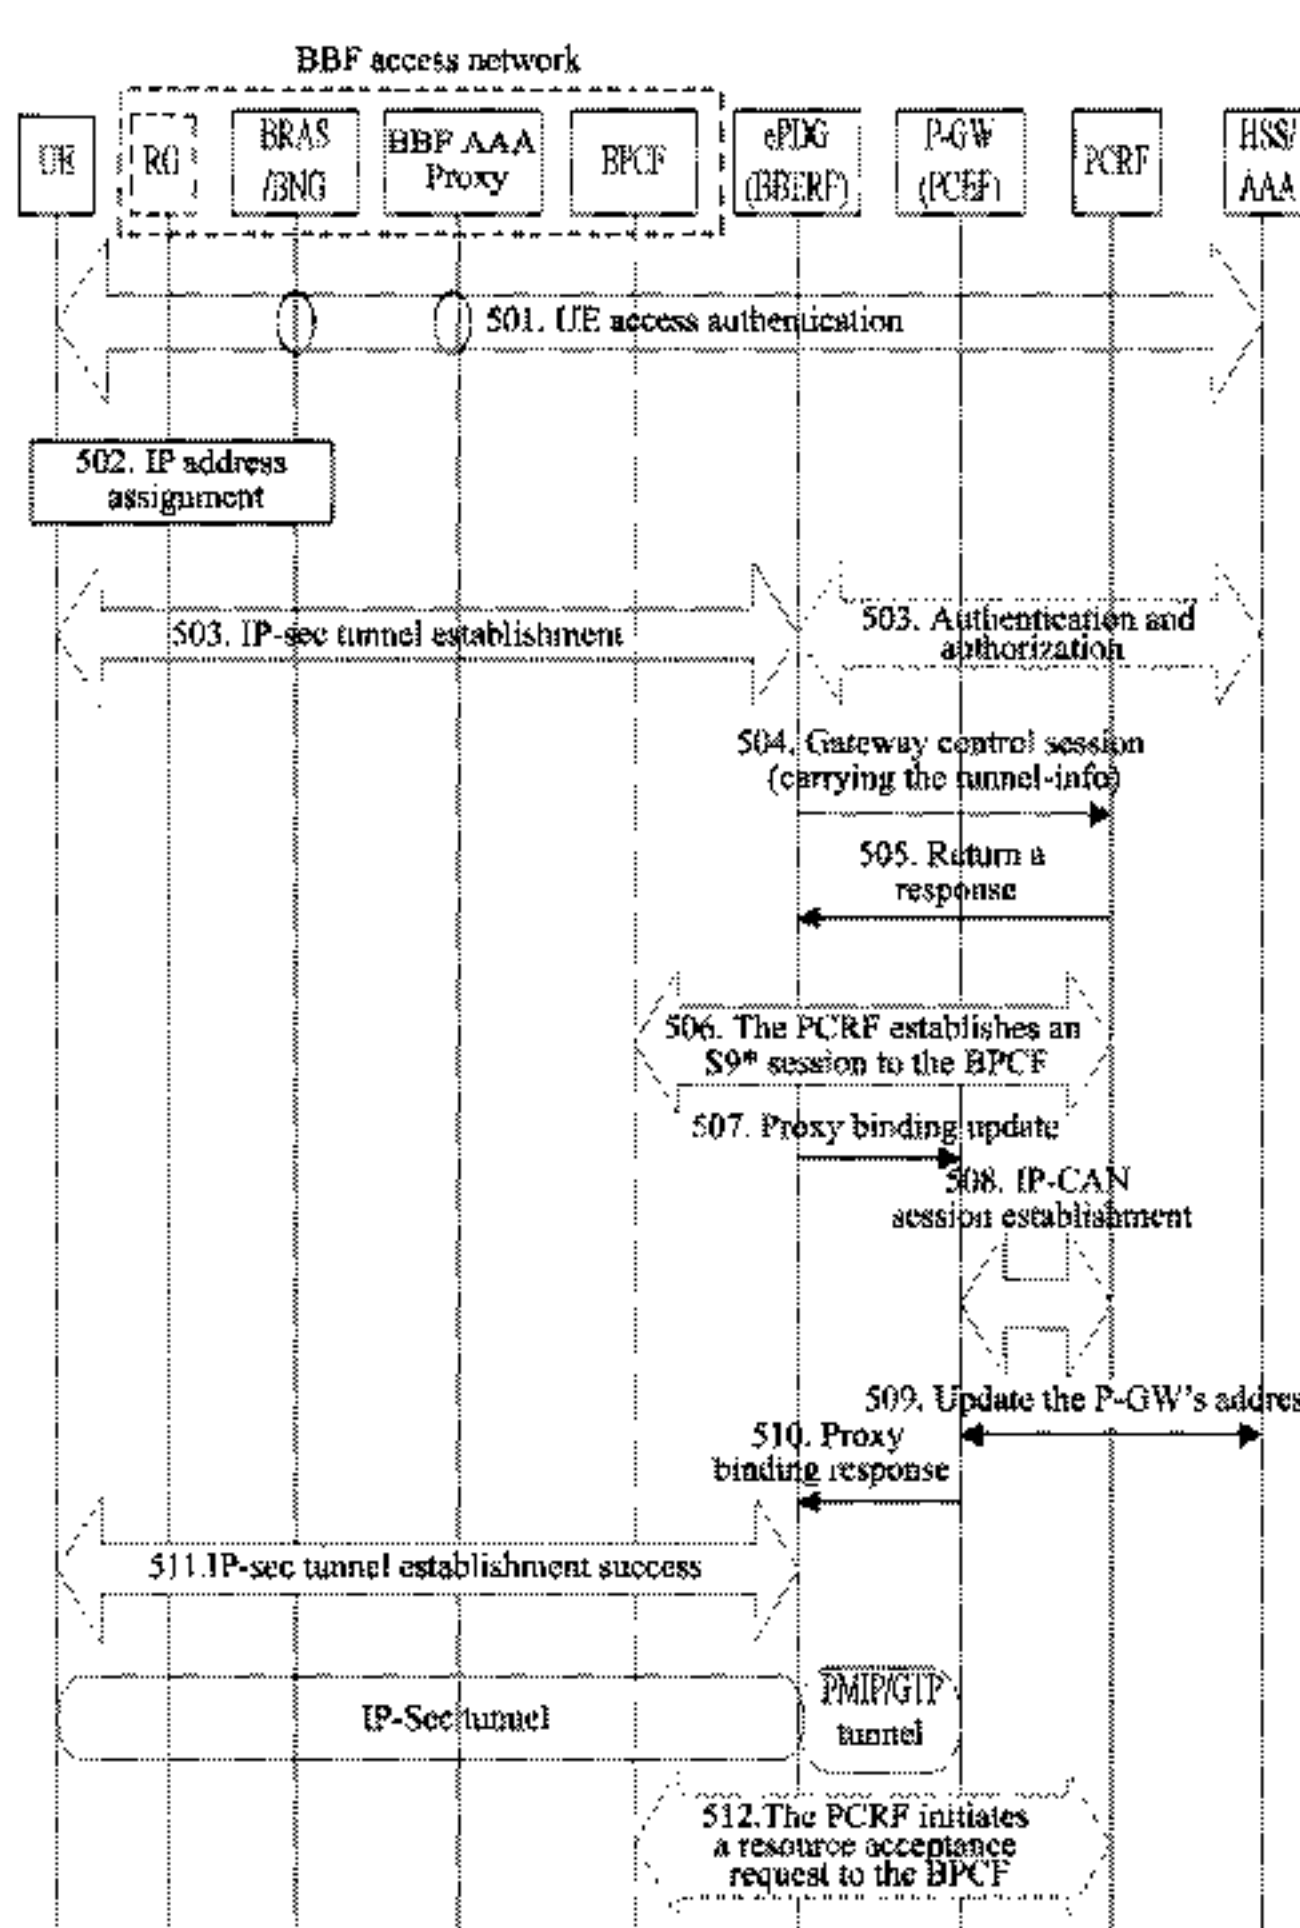 BBF access network
UE
RG
BRAS
/BNG
BBF AAA
Proxy
BPCF
ePDG
(BBERF)
P-GW
(PCEF)
PCRF
HSS/
AAA
501. UE access authentication
502. IP address
assignment
503. IP-sec tunnel establishment
503. Authentication and
authorization
504. Gateway control session
(carrying the tunnel-info)
505. Return a
response
506. The PCRF establishes an
S9* session to the BPCF
507. Proxy binding update
508. IP-CAN
session establishment
509. Update the P-GW's addres
510. Proxy
binding response
511.IP-sec tunnel establishment success
IP-Sec tunnel
PMIP/GTP
tunnel
512.The PCRF initiates
a resource acceptance
request to the BPCF